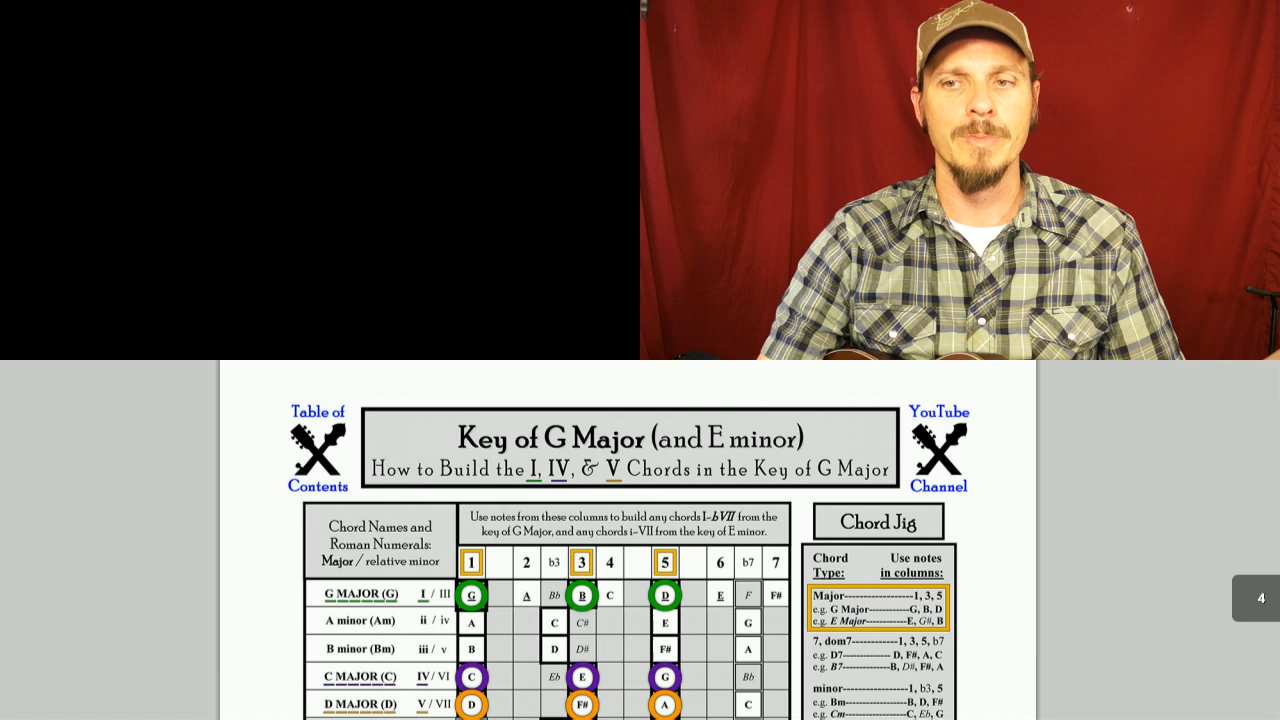 Table of
Contents
Key of G Major (and E minor)
How to Build the I, IV, & V Chords in the Key of G Major
YouTube
Channel
Chord Names and
Roman Numerals:
Major / relative minor
Use notes from these columns to build any chords I-bVII from the
key of G Major, and any chords i-VII from the key of E minor.
1 2 b3 3 4 5 6 b7 7
G MAJOR (G) I / III G A Bb B C D E F F#
A minor (Am) ii / iv A C C# E G
B minor (Bm) iii / v B D D# F# A
C MAJOR (C) IV / VI C Eb E G Bb
D MAJOR (D) V / VII D F# A C
Chord Jig
Chord Use notes
Type: in columns:
Major-------------------1, 3, 5
e.g. G Major-----------G, B, D
e.g. E Major-----------E, G#, B
7, dom7------------1, 3, 5, b7
e.g. D7------------- D, F#, A, C
e.g. B7--------------B, D#, F#, A
minor-------------------1, b3, 5
e.g. Bm-----------------B, D, F#
e.g. Cm-----------------C, Eb, G
4